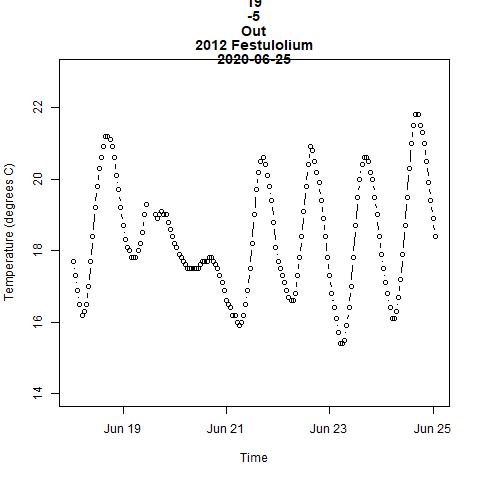 19
-5
Out
2012 Festulolium
2020-06-25
Temperature (degrees C)
22
20
18
16
14
Jun 19
Jun 21
Jun 23
Jun 25
Time